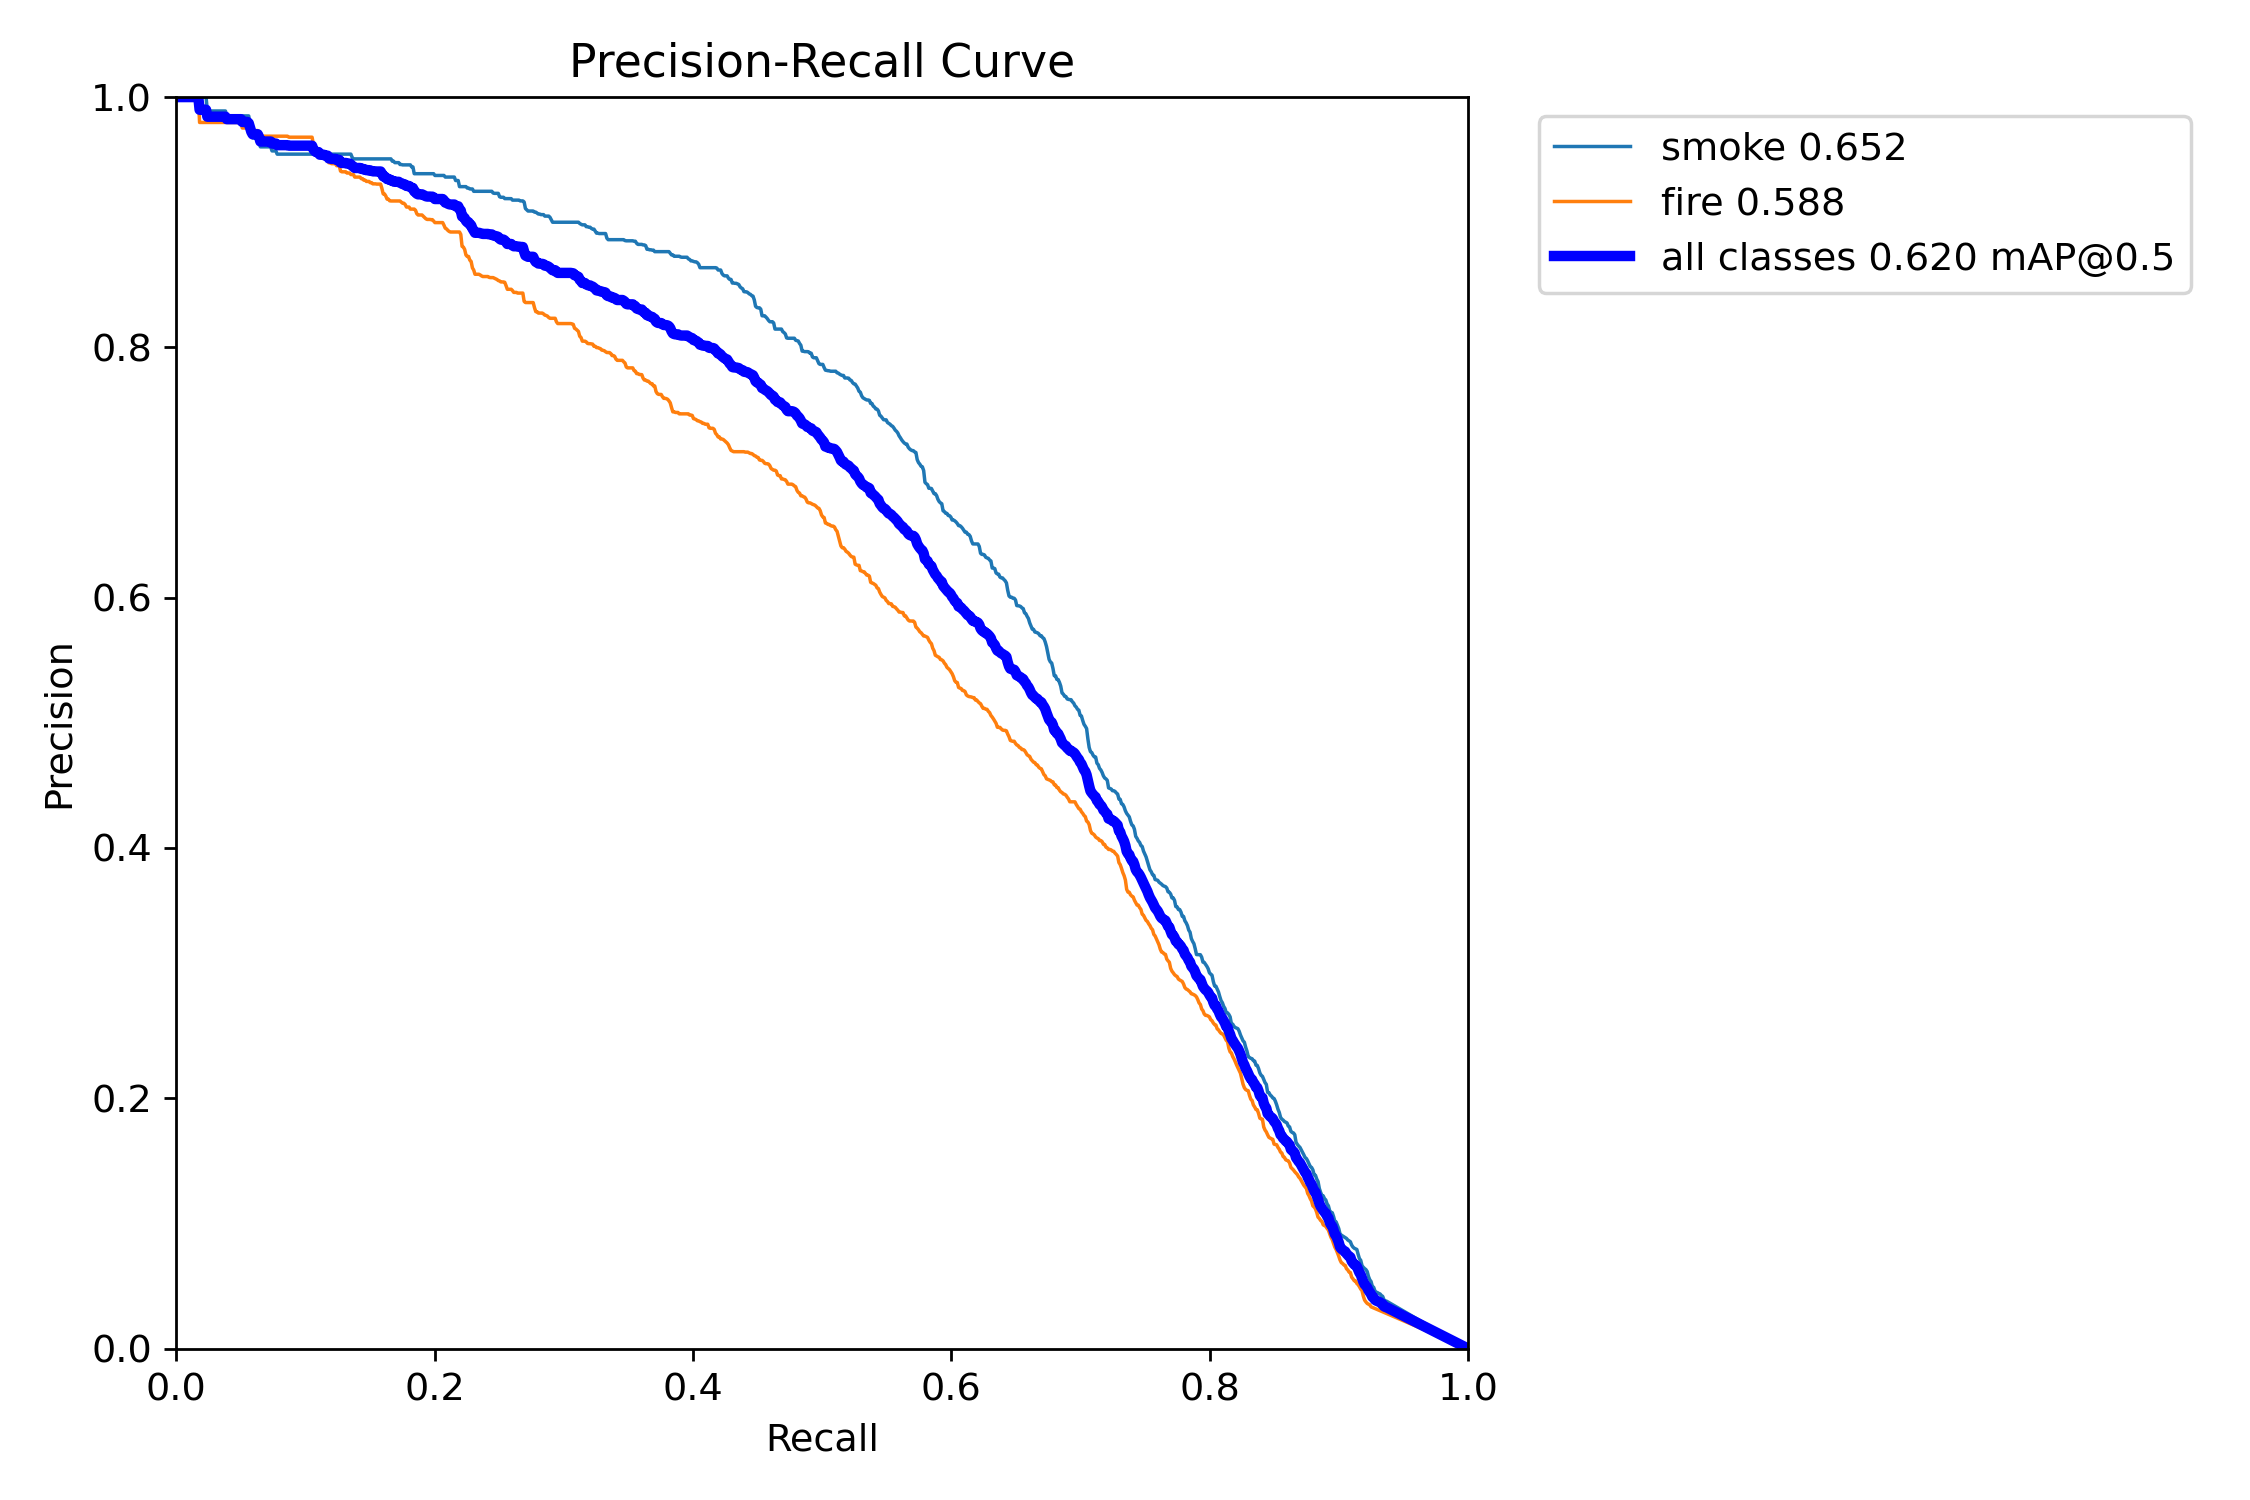 Precision-Recall Curve
1.0
0.8
0.6
0.4
0.2
0.0
Precision
0.0 0.2 0.4 0.6 0.8 1.0
Recall
smoke 0.652
fire 0.588
all classes 0.620 mAP@0.5